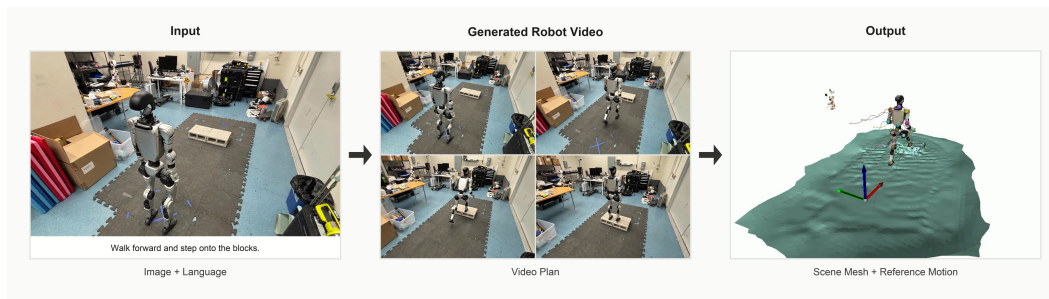 Input
Generated Robot Video
Output
Walk forward and step onto the blocks.
Image + Language
Video Plan
Scene Mesh + Reference Motion